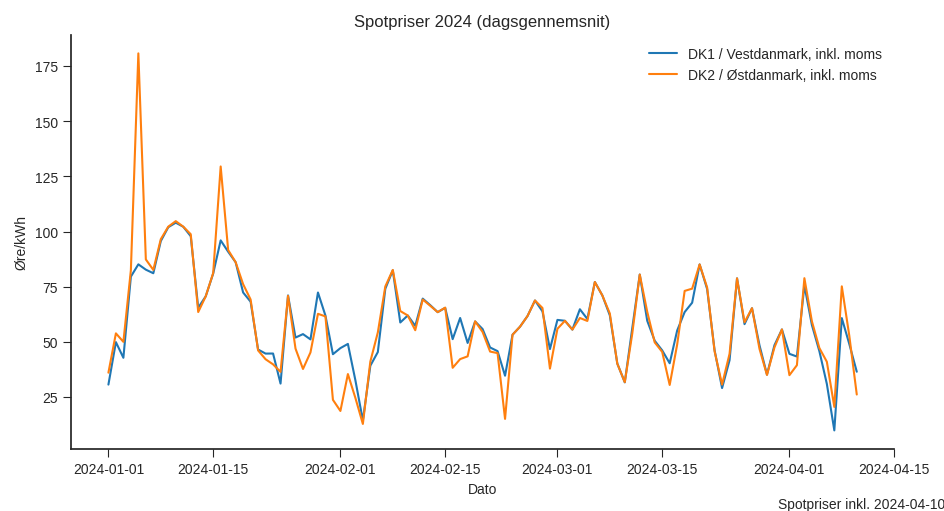 Spotpriser 2024 (dagsgennemsnit)
DK1 / Vestdanmark, inkl. moms
DK2 / Østdanmark, inkl. moms
Øre/kWh
175
150
125
100
75
50
25
2024-01-01 2024-01-15 2024-02-01 2024-02-15 2024-03-01 2024-03-15 2024-04-01 2024-04-15
Dato
Spotpriser inkl. 2024-04-10